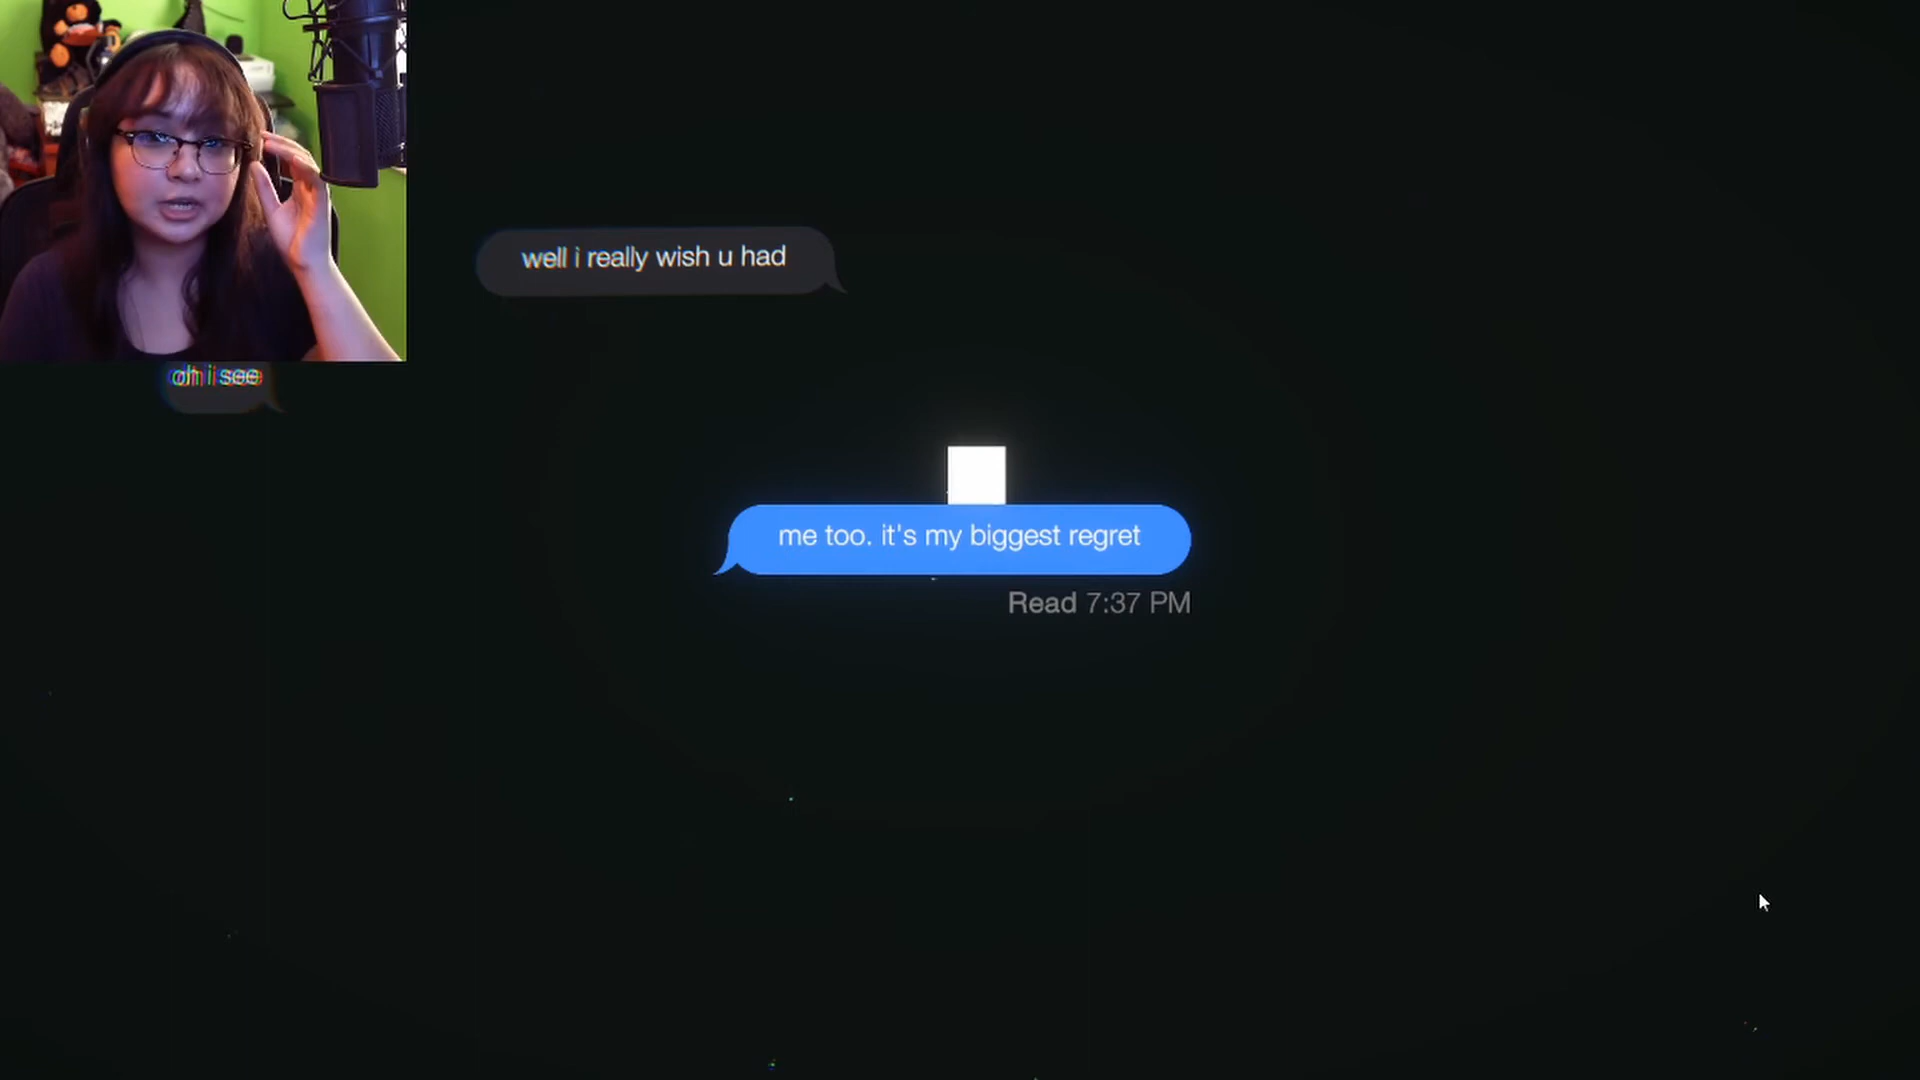 well i really wish u had
oh i see
me too. it's my biggest regret
Read 7:37 PM